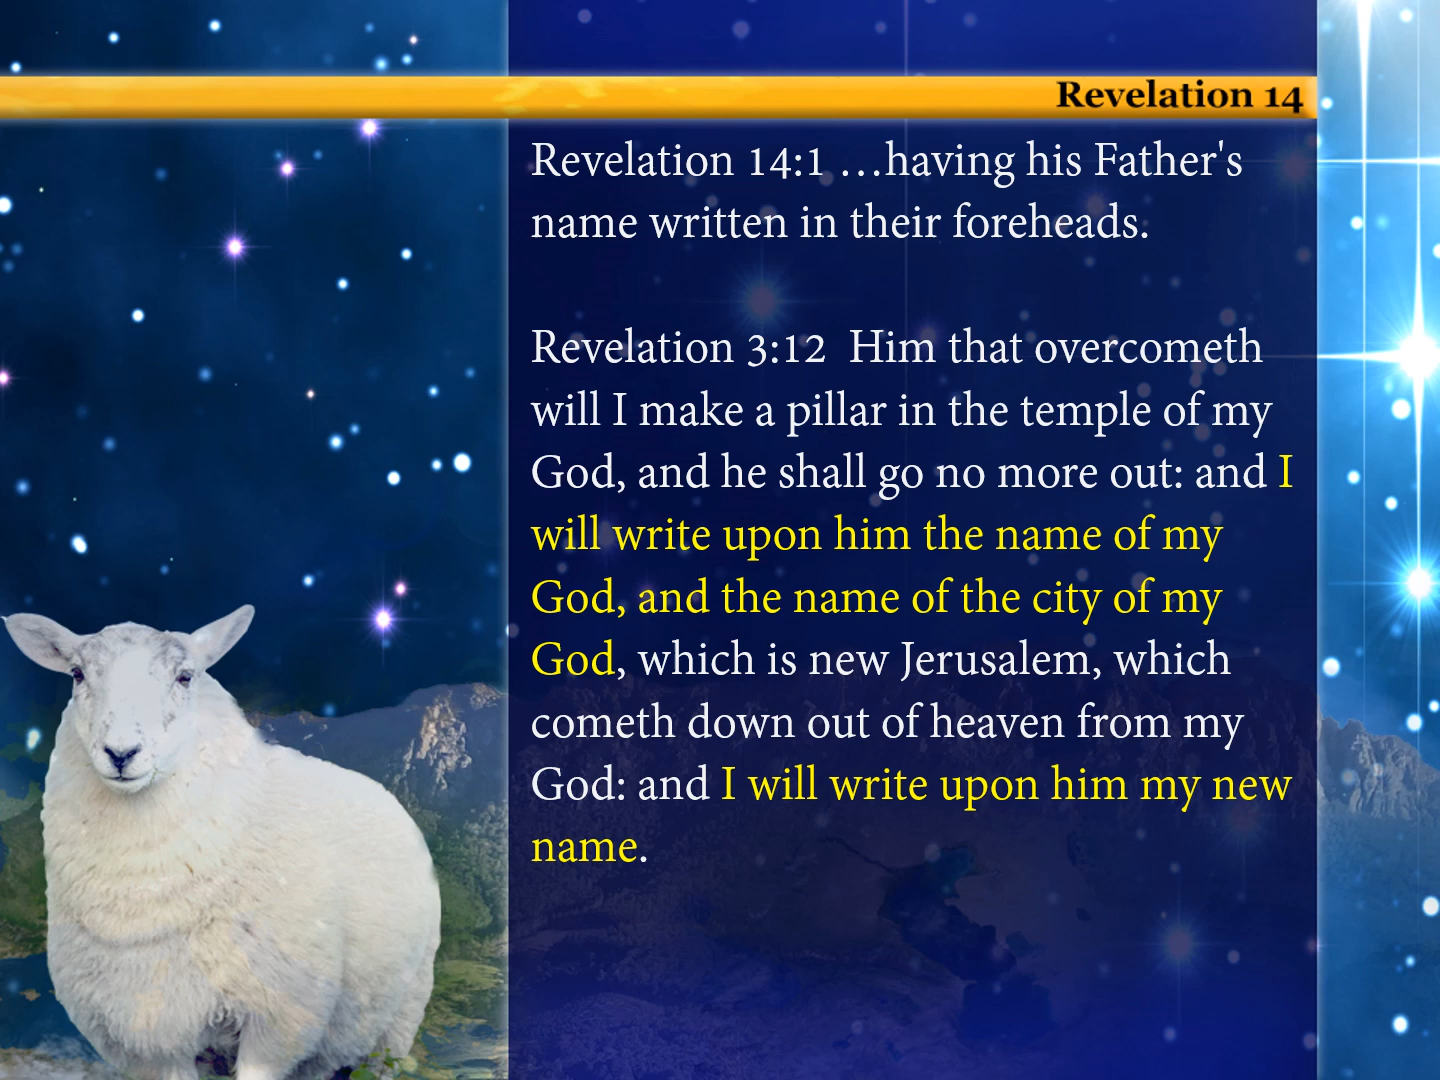 Revelation 14
Revelation 14:1 …having his Father's
name written in their foreheads.
Revelation 3:12  Him that overcometh
will I make a pillar in the temple of my
God, and he shall go no more out: and I
will write upon him the name of my
God, and the name of the city of my
God, which is new Jerusalem, which
cometh down out of heaven from my
God: and I will write upon him my new
name.